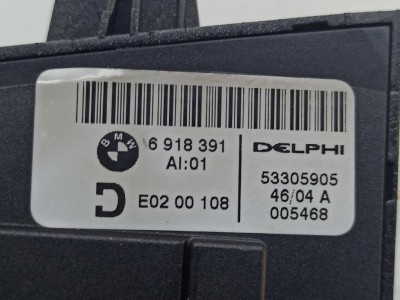 BMW
6 918 391
AI:01
D E02 00 108
DELPHI
53305905
46/04 A
005468